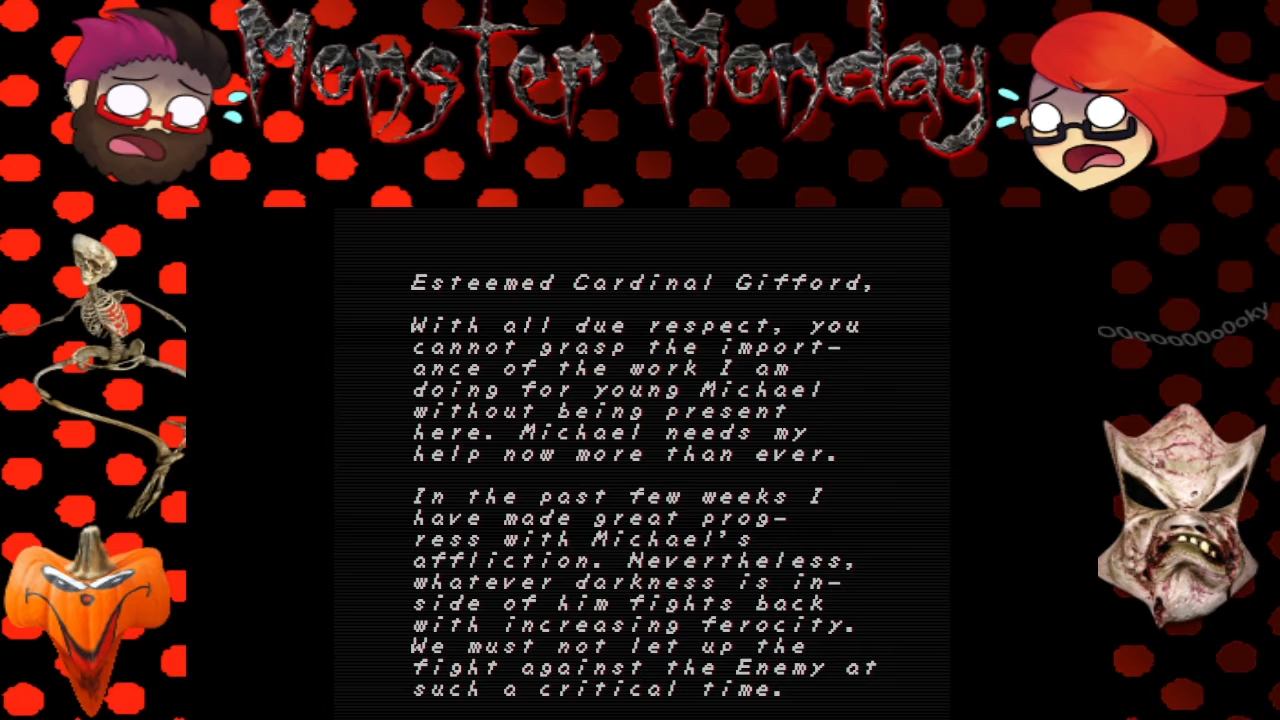 Monster Monday
Esteemed Cardinal Gifford,
With all due respect, you
cannot grasp the import-
ance of the work I am
doing for young Michael
without being present
here. Michael needs my
help now more than ever.
In the past few weeks I
have made great prog-
ress with Michael's
affliction. Nevertheless,
whatever darkness is in-
side of him fights back
with increasing ferocity.
We must not let up the
fight against the Enemy at
such a critical time.